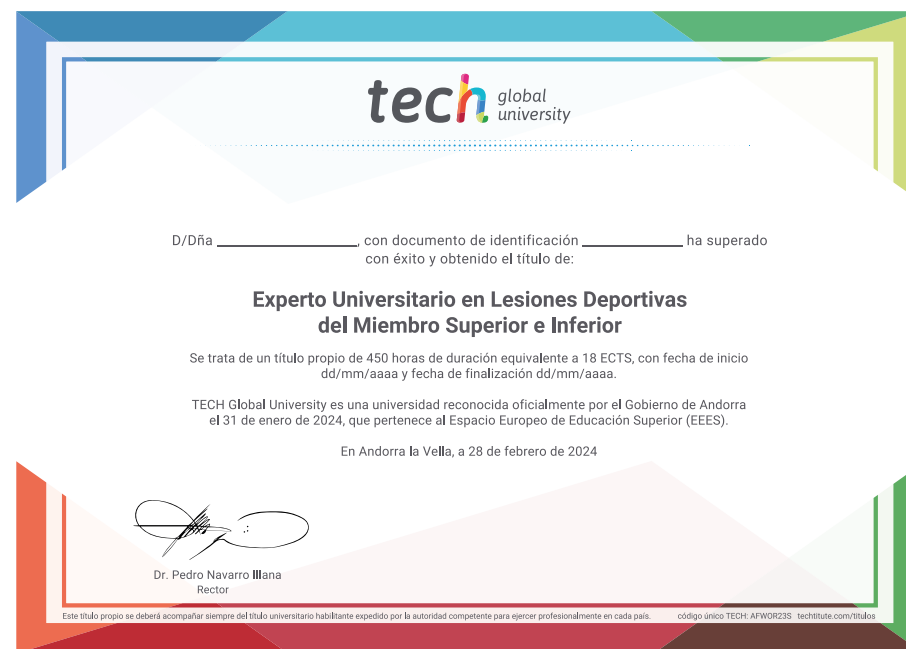 tech global university
D/Dña ____________, con documento de identificación ____________ ha superado
con éxito y obtenido el título de:
Experto Universitario en Lesiones Deportivas
del Miembro Superior e Inferior
Se trata de un título propio de 450 horas de duración equivalente a 18 ECTS, con fecha de inicio
dd/mm/aaaa y fecha de finalización dd/mm/aaaa.
TECH Global University es una universidad reconocida oficialmente por el Gobierno de Andorra
el 31 de enero de 2024, que pertenece al Espacio Europeo de Educación Superior (EEES).
En Andorra la Vella, a 28 de febrero de 2024
Dr. Pedro Navarro Illana
Rector
Este título propio se deberá acompañar siempre del título universitario habilitante expedido por la autoridad competente para ejercer profesionalmente en cada país. código único TECH: AFWOR23S techtitute.com/titulos